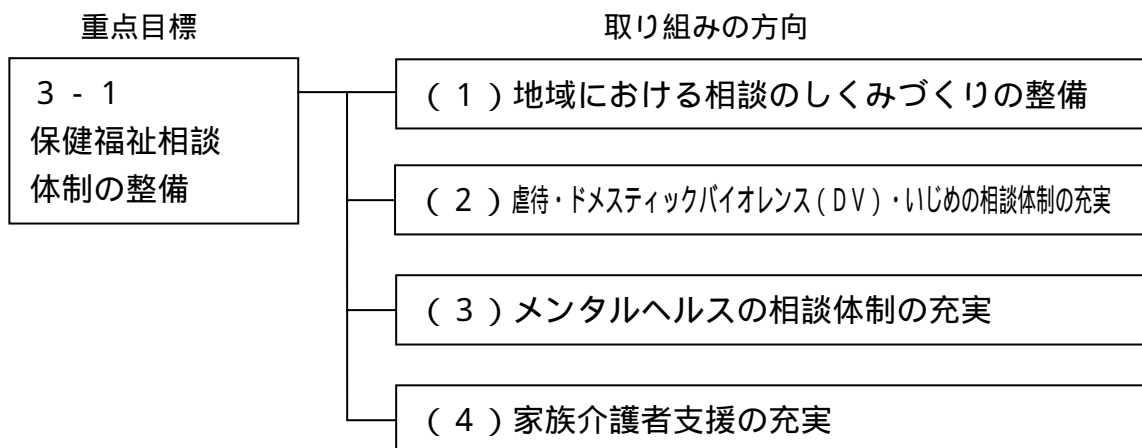 重点目標
取り組みの方向
3 - 1
保健福祉相談
体制の整備
(1)地域における相談のしくみづくりの整備
(2)虐待・ドメスティックバイオレンス(DV)・いじめの相談体制の充実
(3)メンタルヘルスの相談体制の充実
(4)家族介護者支援の充実